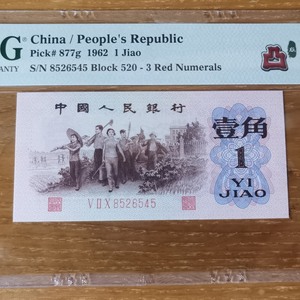 G® China / People's Republic
ANTY Pick# 877g 1962 1 Jiao
S/N 8526545 Block 520 - 3 Red Numerals
中国人民银行
壹角
1
YI
JIAO
V II X 8526545